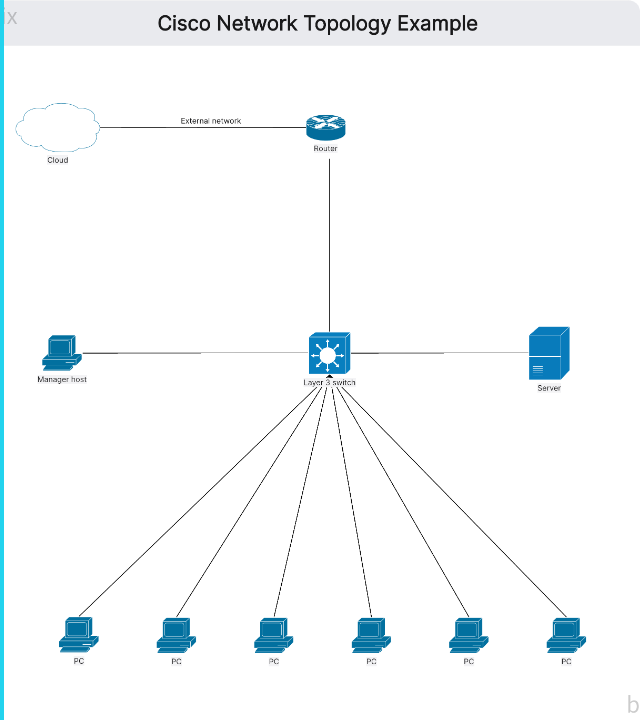 ix
Cisco Network Topology Example
External network
Cloud
Router
Manager host
Layer 3 switch
Server
PC
PC
PC
PC
PC
PC
b